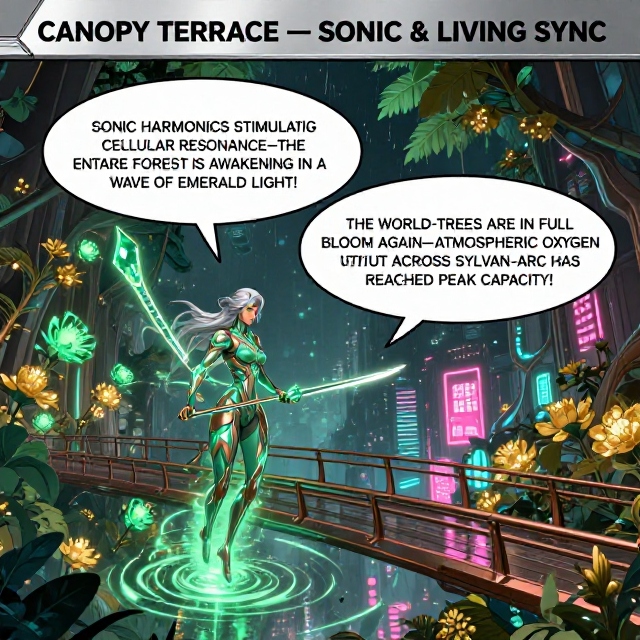 CANOPY TERRACE — SONIC & LIVING SYNC
SONIC HARMONICS STIMULATIG
CELLULAR RESONANCE—THE
ENTARE FOREST IS AWAKENING IN A
WAVE OF EMERALD LIGHT!
THE WORLD-TREES ARE IN FULL
BLOOM AGAIN—ATMOSPHERIC OXYGEN
ACROSS SYLVAN-ARC HAS
REACHED PEAK CAPACITY!